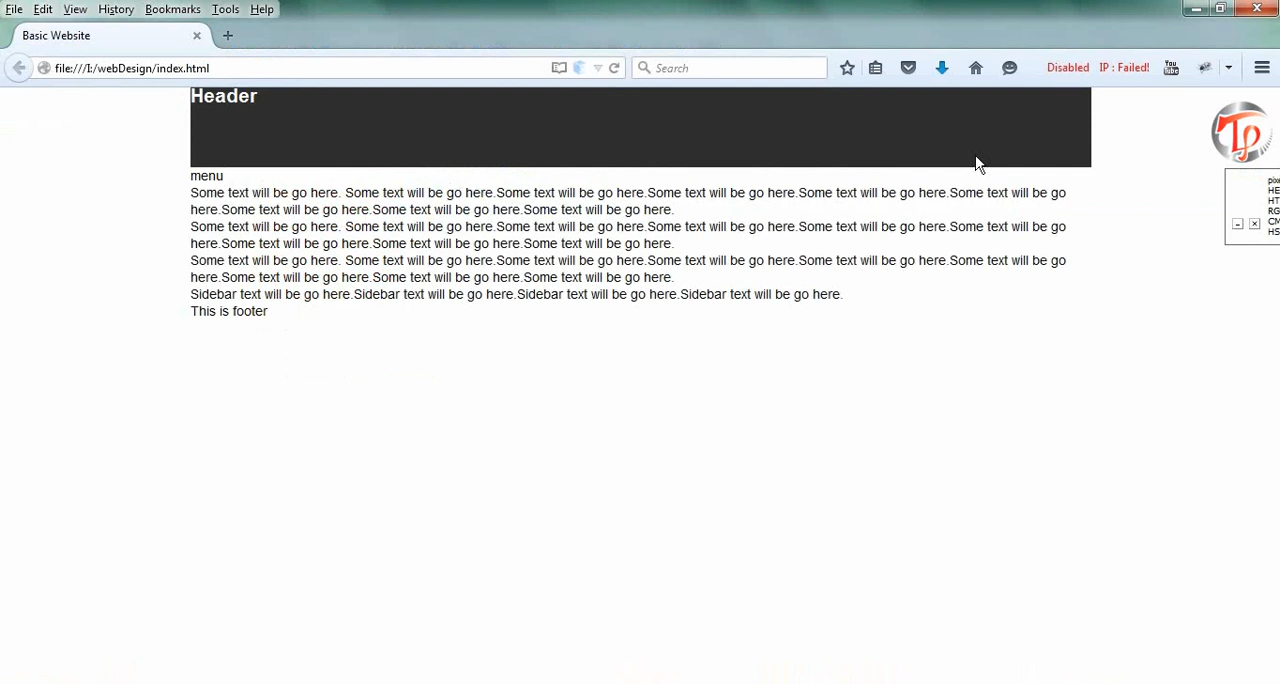 File Edit View History Bookmarks Tools Help
Basic Website
file:///I:/webDesign/index.html
Search
Disabled IP : Failed!
You Tube
Header
Tp
menu
Some text will be go here. Some text will be go here.Some text will be go here.Some text will be go here.Some text will be go here.Some text will be go
here.Some text will be go here.Some text will be go here.Some text will be go here.
Some text will be go here. Some text will be go here.Some text will be go here.Some text will be go here.Some text will be go here.Some text will be go
here.Some text will be go here.Some text will be go here.Some text will be go here.
Some text will be go here. Some text will be go here.Some text will be go here.Some text will be go here.Some text will be go here.Some text will be go
here.Some text will be go here.Some text will be go here.Some text will be go here.
Sidebar text will be go here.Sidebar text will be go here.Sidebar text will be go here.Sidebar text will be go here.
This is footer
pixe
HE
HT
RG
CM
HS